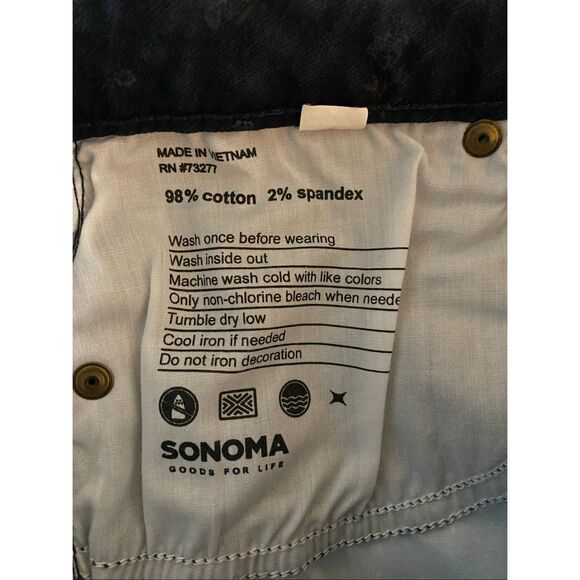 MADE IN VIETNAM
RN #73277
98% cotton 2% spandex
Wash once before wearing
Wash inside out
Machine wash cold with like colors
Only non-chlorine bleach when neede
Tumble dry low
Cool iron if needed
Do not iron decoration
SONOMA
GOODS FOR LIFE